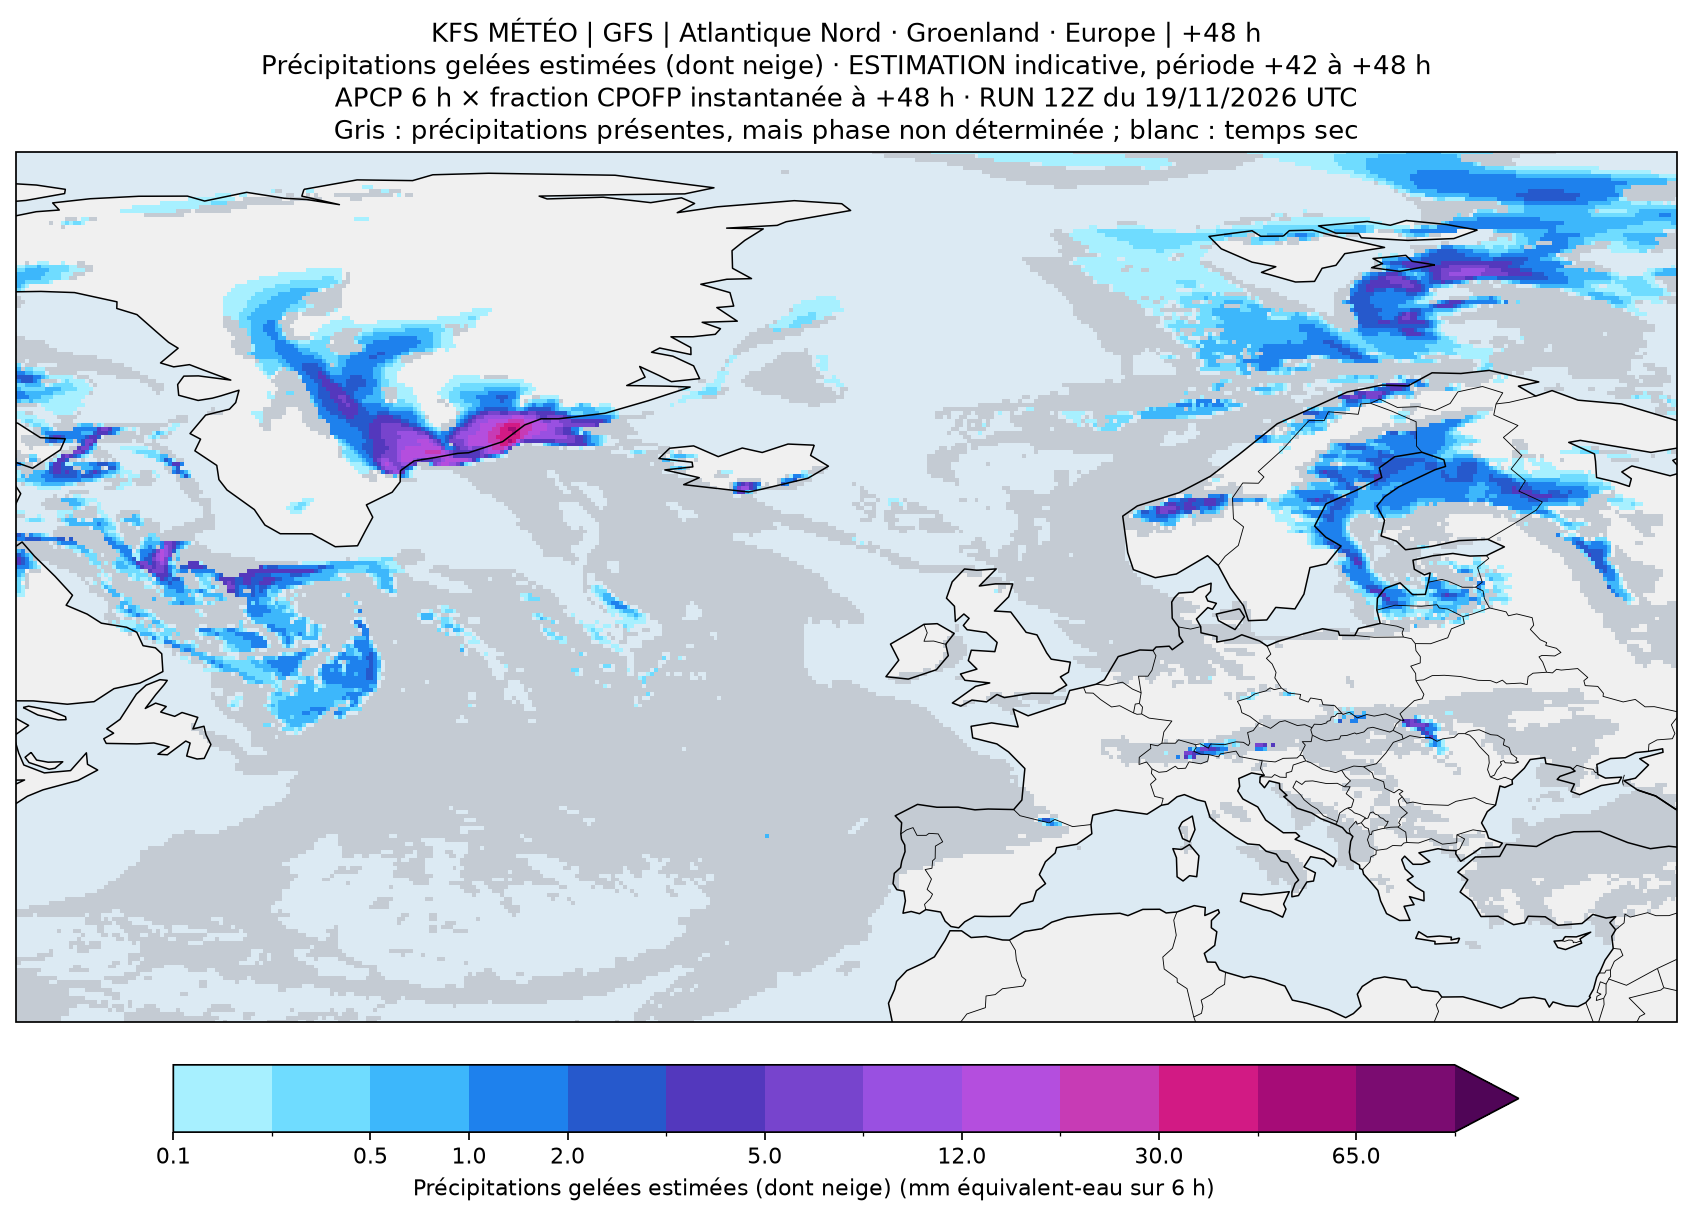 KFS MÉTÉO | GFS | Atlantique Nord · Groenland · Europe | +48 h
Précipitations gelées estimées (dont neige) · ESTIMATION indicative, période +42 à +48 h
APCP 6 h × fraction CPOFP instantanée à +48 h · RUN 12Z du 19/11/2026 UTC
Gris : précipitations présentes, mais phase non déterminée ; blanc : temps sec
0.1 0.5 1.0 2.0 5.0 12.0 30.0 65.0
Précipitations gelées estimées (dont neige) (mm équivalent-eau sur 6 h)